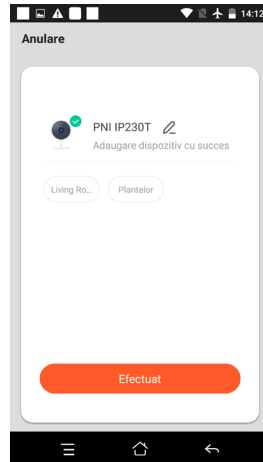 14:12
Anulare
PNI IP230T
Adaugare dispozitiv cu succes
Living Ro... Plantelor
Efectuat